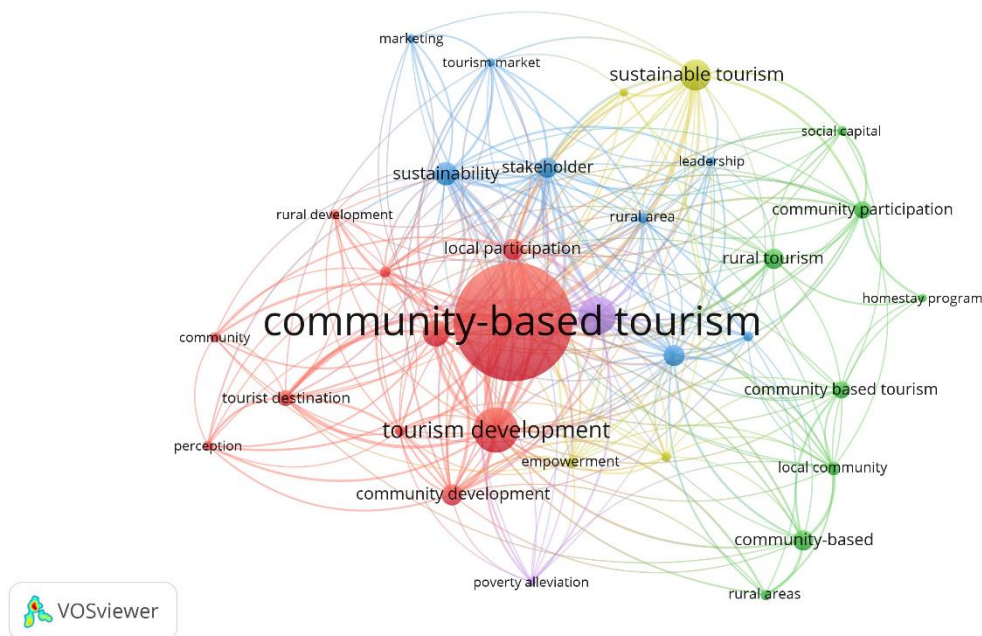 marketing
tourism market
sustainable tourism
social capital
leadership
stakeholder
sustainability
community participation
rural development
rural area
local participation
rural tourism
homestay program
community-based tourism
community
community based tourism
tourist destination
tourism development
perception
empowerment
local community
community development
community-based
poverty alleviation
rural areas
VOSviewer